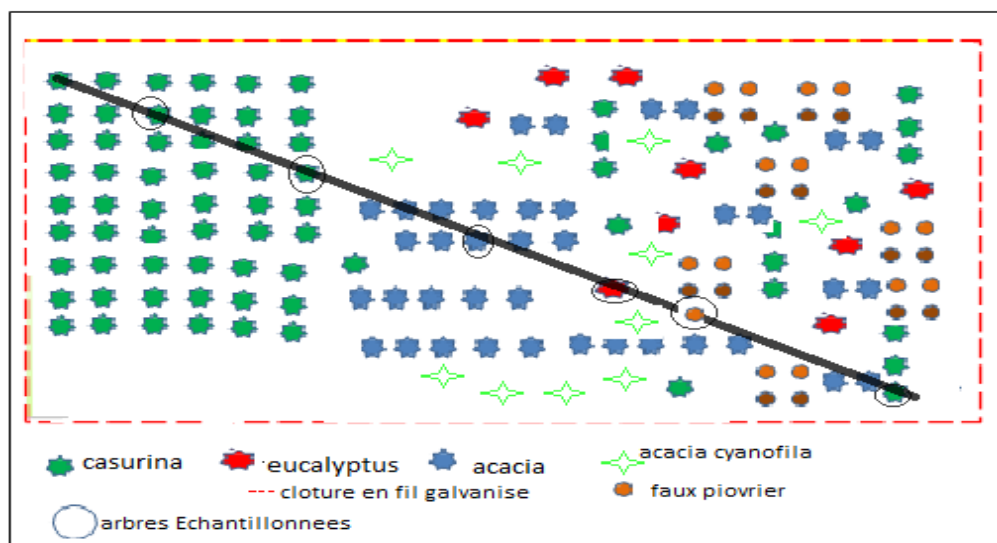 casurina
eucalyptus
acacia
acacia cyanofila
cloture en fil galvanise
faux piovrier
arbres Echantillonnees